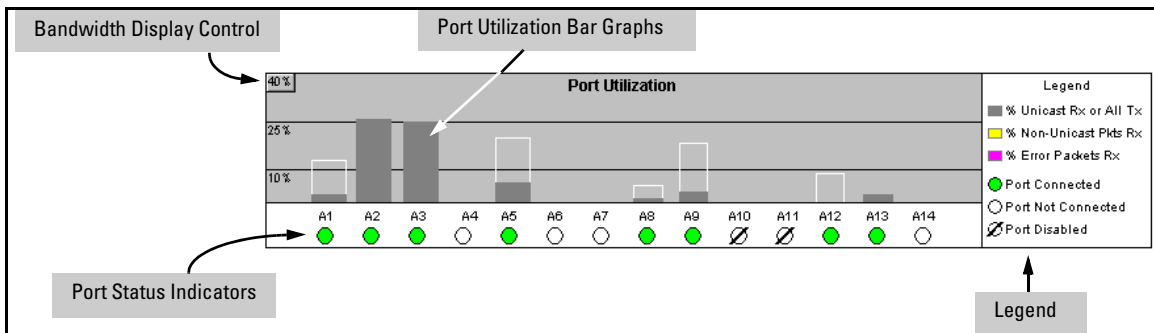 Bandwidth Display Control
Port Utilization Bar Graphs
40%
Port Utilization
25%
10%
A1 A2 A3 A4 A5 A6 A7 A8 A9 A10 A11 A12 A13 A14
Legend
% Unicast Rx or All Tx
% Non-Unicast Pkts Rx
% Error Packets Rx
Port Connected
Port Not Connected
Port Disabled
Port Status Indicators
Legend